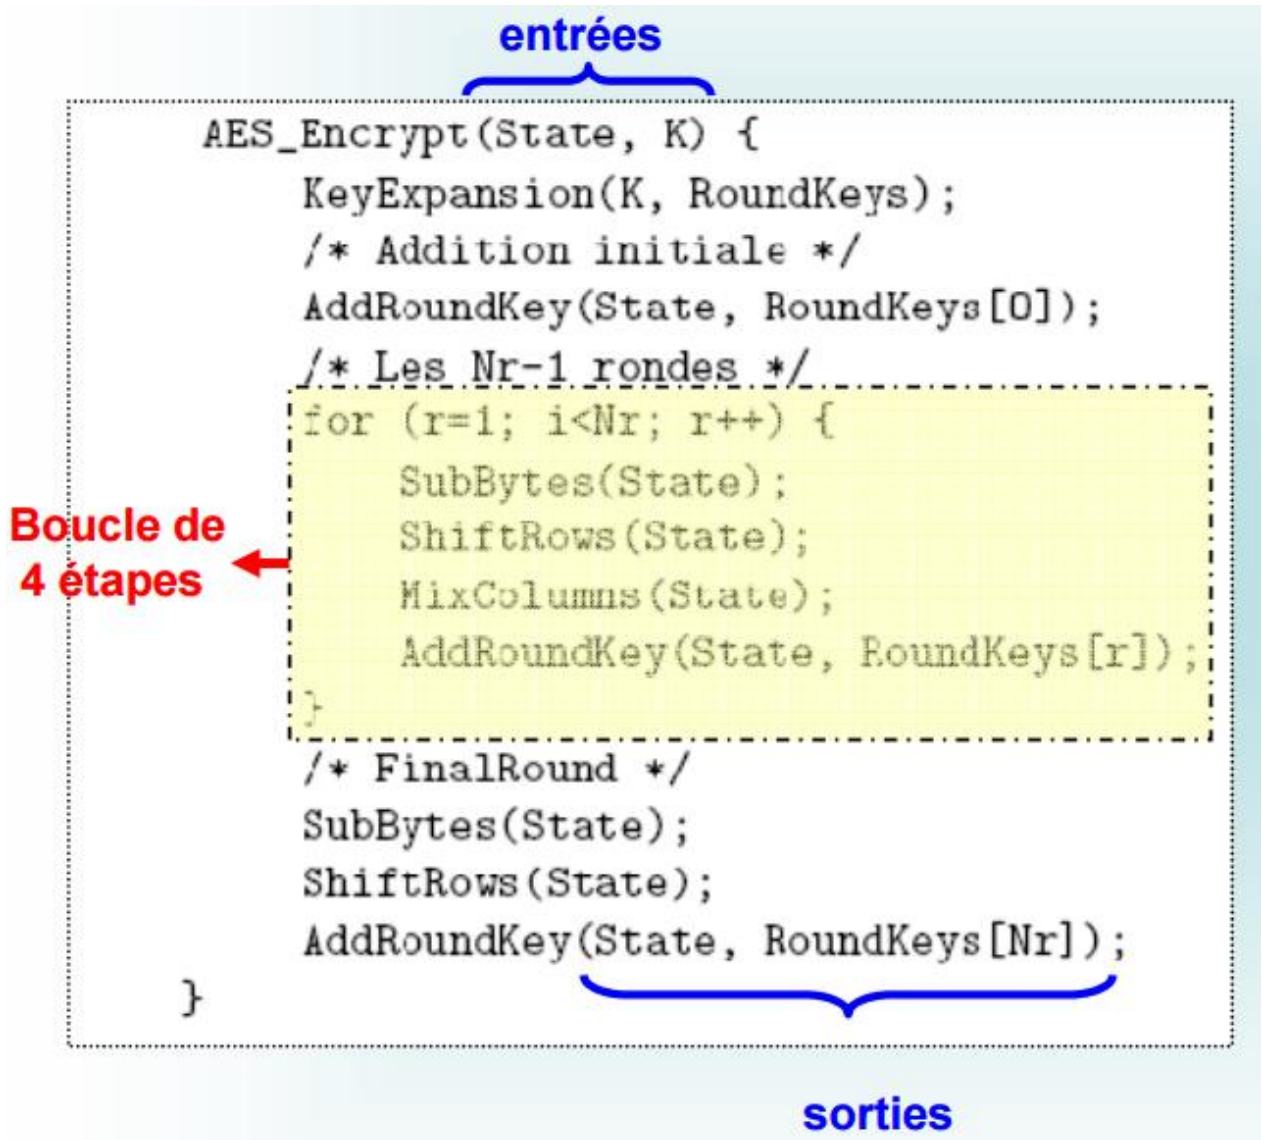 entrées
AES_Encrypt(State, K) {
KeyExpansion(K, RoundKeys);
/* Addition initiale */
AddRoundKey(State, RoundKeys[0]);
/* Les Nr-1 rondes */
for (r=1; i<Nr; r++) {
SubBytes(State);
ShiftRows(State);
MixColumns(State);
AddRoundKey(State, RoundKeys[r]);
}
Boucle de
4 étapes
/* FinalRound */
SubBytes(State);
ShiftRows(State);
AddRoundKey(State, RoundKeys[Nr]);
}
sorties